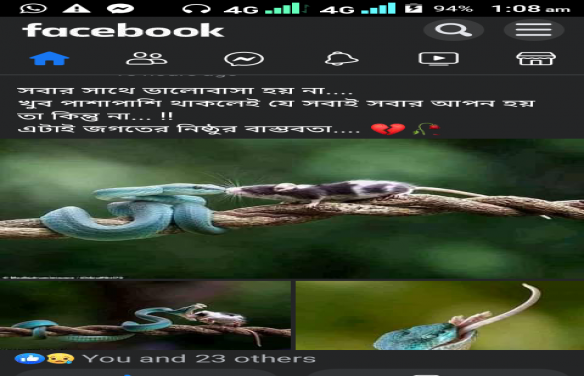 4G 4G 94% 1:08 am
facebook
সবার সাথে ভালোবাসা হয় না....
খুব পাশাপাশি থাকলেই যে সবাই সবার আপন হয়
তা কিন্তু না... !!
এটাই জগতের নিষ্ঠুর বাস্তবতা.... 💔🥀
You and 23 others